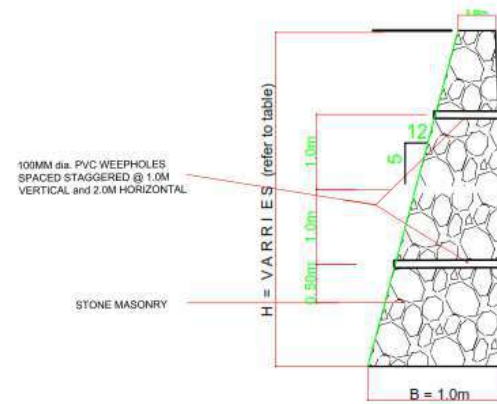 H = VARRIES (refer to table)
12
5
1.0m
1.0m
0.50m
100MM dia. PVC WEEPHOLES
SPACED STAGGERED @ 1.0M
VERTICAL and 2.0M HORIZONTAL
STONE MASONRY
B = 1.0m